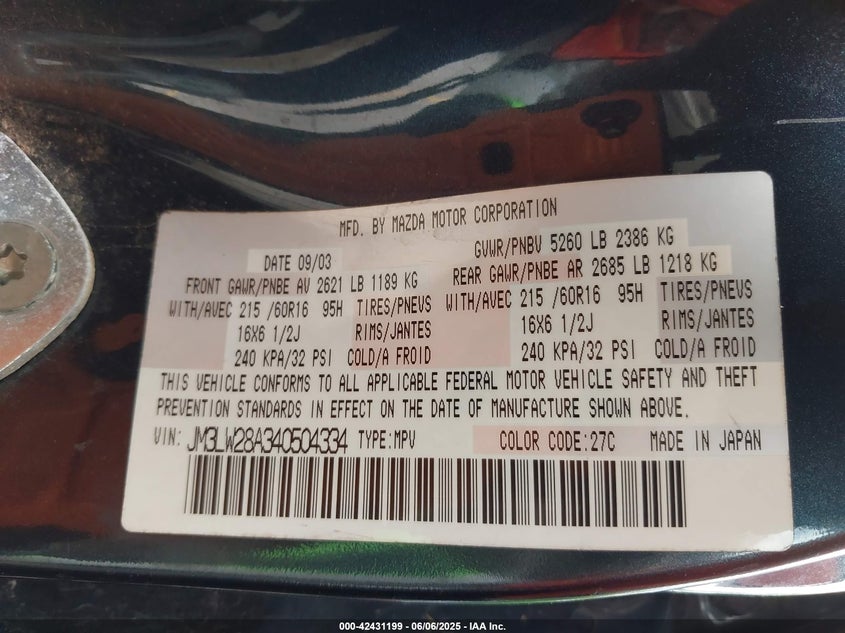 MFD. BY MAZDA MOTOR CORPORATION
DATE 09/03 GVWR/PNBV 5260 LB 2386 KG
FRONT GAWR/PNBE AV 2621 LB 1189 KG REAR GAWR/PNBE AR 2685 LB 1218 KG
WITH/AVEC 215 /60R16 95H TIRES/PNEVS WITH/AVEC 215 /60R16 95H TIRES/PNEVS
16X6 1/2J RIMS/JANTES 16X6 1/2J RIMS/JANTES
240 KPA/32 PSI COLD/A FROID 240 KPA/32 PSI COLD/A FROID
THIS VEHICLE CONFORMS TO ALL APPLICABLE FEDERAL MOTOR VEHICLE SAFETY AND THEFT
PREVENTION STANDARDS IN EFFECT ON THE DATE OF MANUFACTURE SHOWN ABOVE.
VIN: JM3LW28A340504334 TYPE:MPV COLOR CODE:27C MADE IN JAPAN
000-42431199 - 06/06/2025 - IAA Inc.